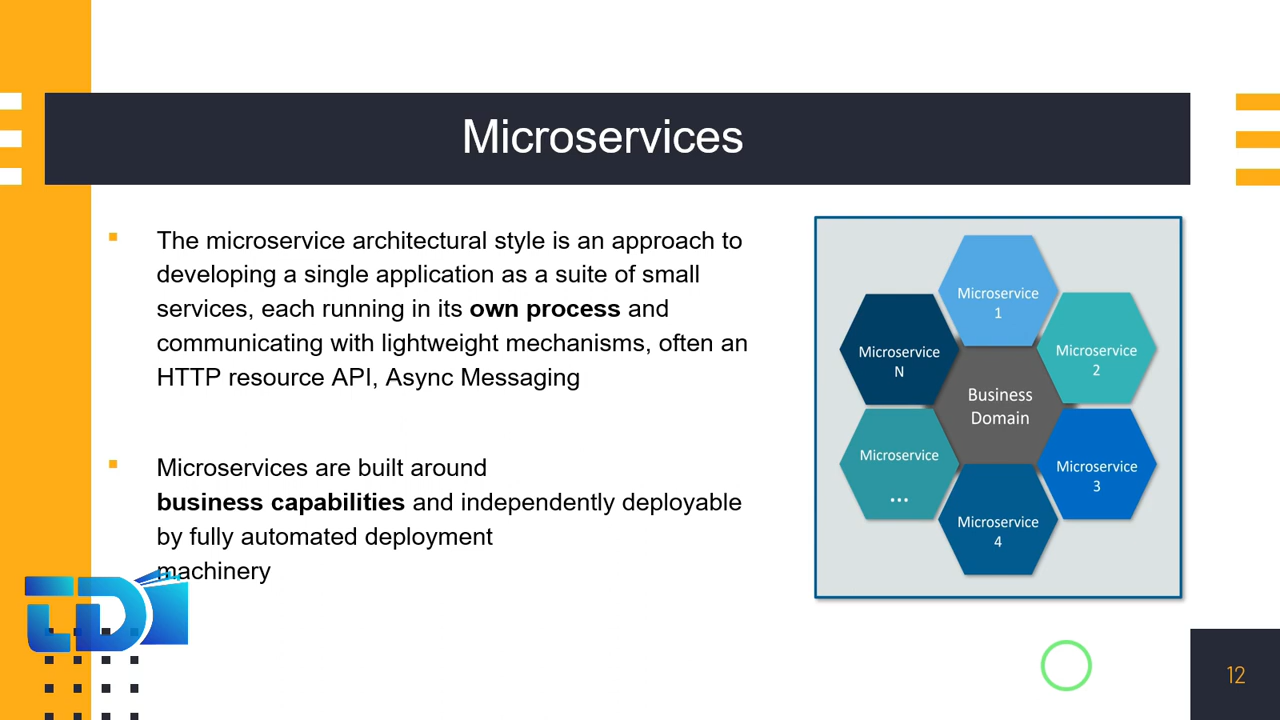 Microservices
The microservice architectural style is an approach to
developing a single application as a suite of small
services, each running in its own process and
communicating with lightweight mechanisms, often an
HTTP resource API, Async Messaging
Microservices are built around
business capabilities and independently deployable
by fully automated deployment
machinery
Microservice
1
Microservice
2
Microservice
3
Microservice
4
Microservice
...
Microservice
N
Business
Domain
12